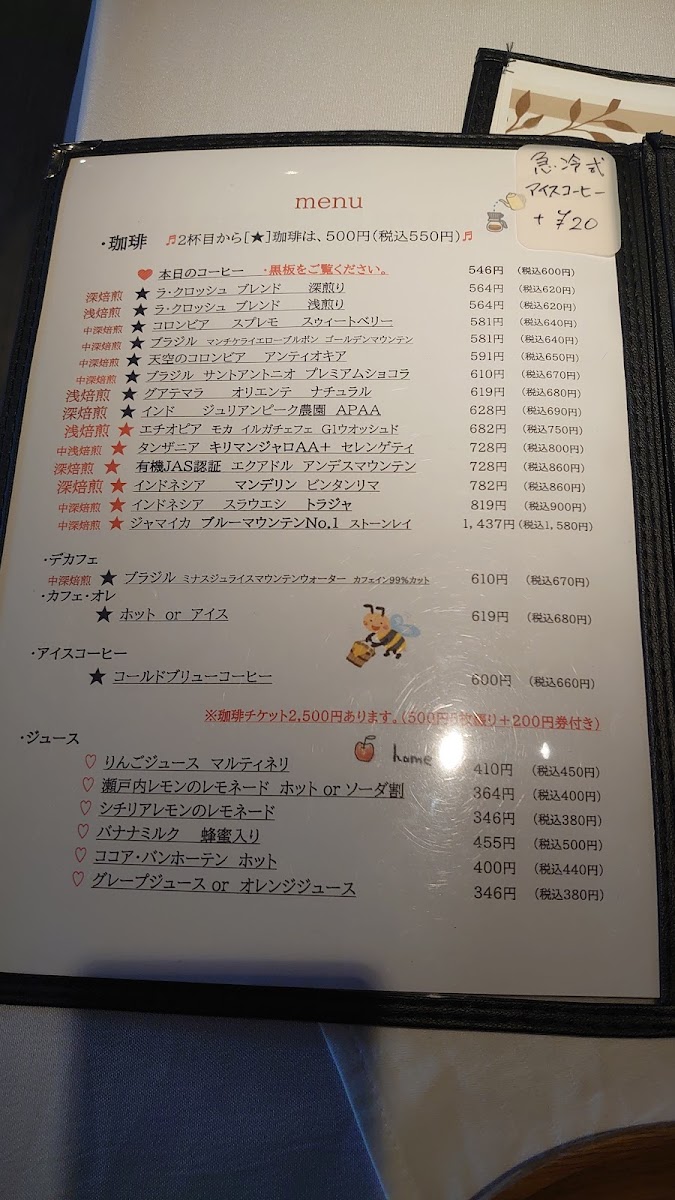 急冷式
アイスコーヒー
+ ¥20
menu
・珈琲 ♬2杯目から[★]珈琲は、500円(税込550円)♬
♥ 本日のコーヒー ・黒板をご覧ください。 546円 (税込600円)
深焙煎 ★ ラ・クロッシュ ブレンド 深煎り 564円 (税込620円)
浅焙煎 ★ ラ・クロッシュ ブレンド 浅煎り 564円 (税込620円)
中深焙煎 ★ コロンビア スプレモ スウィートベリー 581円 (税込640円)
中深焙煎 ★ ブラジル マンチケライエローブルボン ゴールデンマウンテン 581円 (税込640円)
中深焙煎 ★ 天空のコロンビア アンティオキア 591円 (税込650円)
中深焙煎 ★ ブラジル サントアントニオ プレミアムショコラ 610円 (税込670円)
浅焙煎 ★ グアテマラ オリエンテ ナチュラル 619円 (税込680円)
深焙煎 ★ インド ジュリアンピーク農園 APAA 628円 (税込690円)
浅焙煎 ★ エチオピア モカ イルガチェフェ G1ウオッシュド 682円 (税込750円)
中浅焙煎 ★ タンザニア キリマンジャロAA+ セレンゲティ 728円 (税込800円)
深焙煎 ★ 有機JAS認証 エクアドル アンデスマウンテン 728円 (税込860円)
深焙煎 ★ インドネシア マンデリン ビンタンリマ 782円 (税込860円)
中深焙煎 ★ インドネシア スラウエシ トラジャ 819円 (税込900円)
中深焙煎 ★ ジャマイカ ブルーマウンテンNo.1 ストーンレイ 1,437円 (税込1,580円)
・デカフェ
中深焙煎 ★ ブラジル ミナスジュライスマウンテンウォーター カフェイン99%カット 610円 (税込670円)
・カフェ・オレ
★ ホット or アイス 619円 (税込680円)
・アイスコーヒー
★ コールドブリューコーヒー 600円 (税込660円)
※珈琲チケット2,500円あります。(500円5枚綴り+200円券付き)
・ジュース
home
♡ りんごジュース マルティネリ 410円 (税込450円)
♡ 瀬戸内レモンのレモネード ホット or ソーダ割 364円 (税込400円)
♡ シチリアレモンのレモネード 346円 (税込380円)
♡ バナナミルク 蜂蜜入り 455円 (税込500円)
♡ ココア・バンホーテン ホット 400円 (税込440円)
♡ グレープジュース or オレンジジュース 346円 (税込380円)